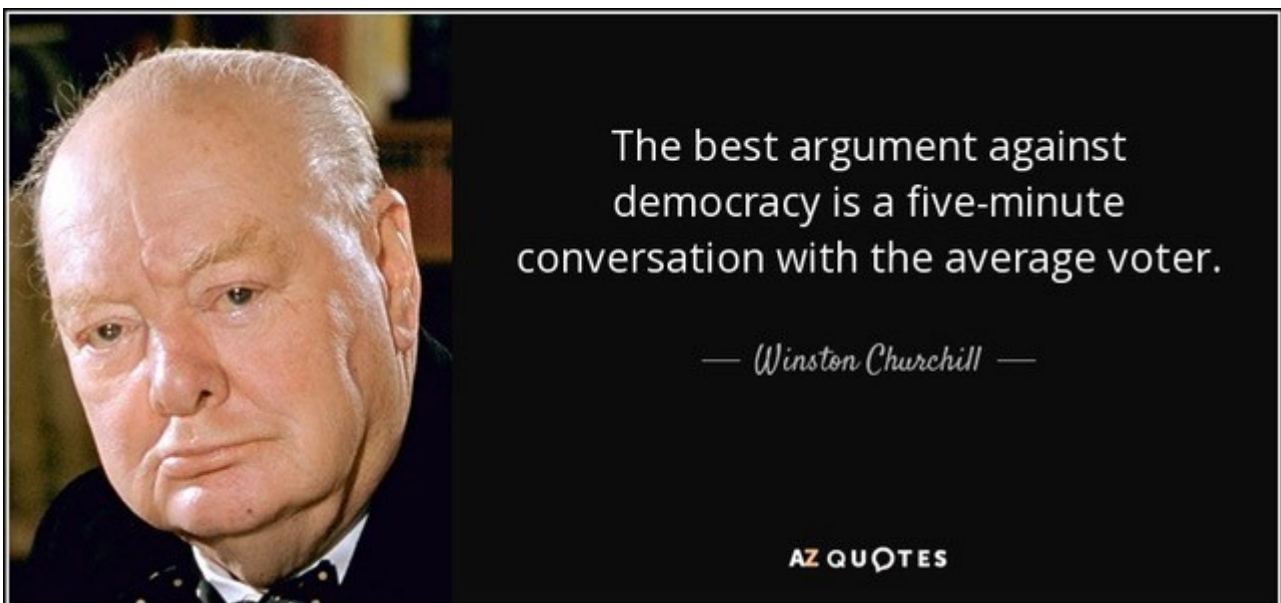 The best argument against
democracy is a five-minute
conversation with the average voter.
— Winston Churchill —
AZ QUOTES